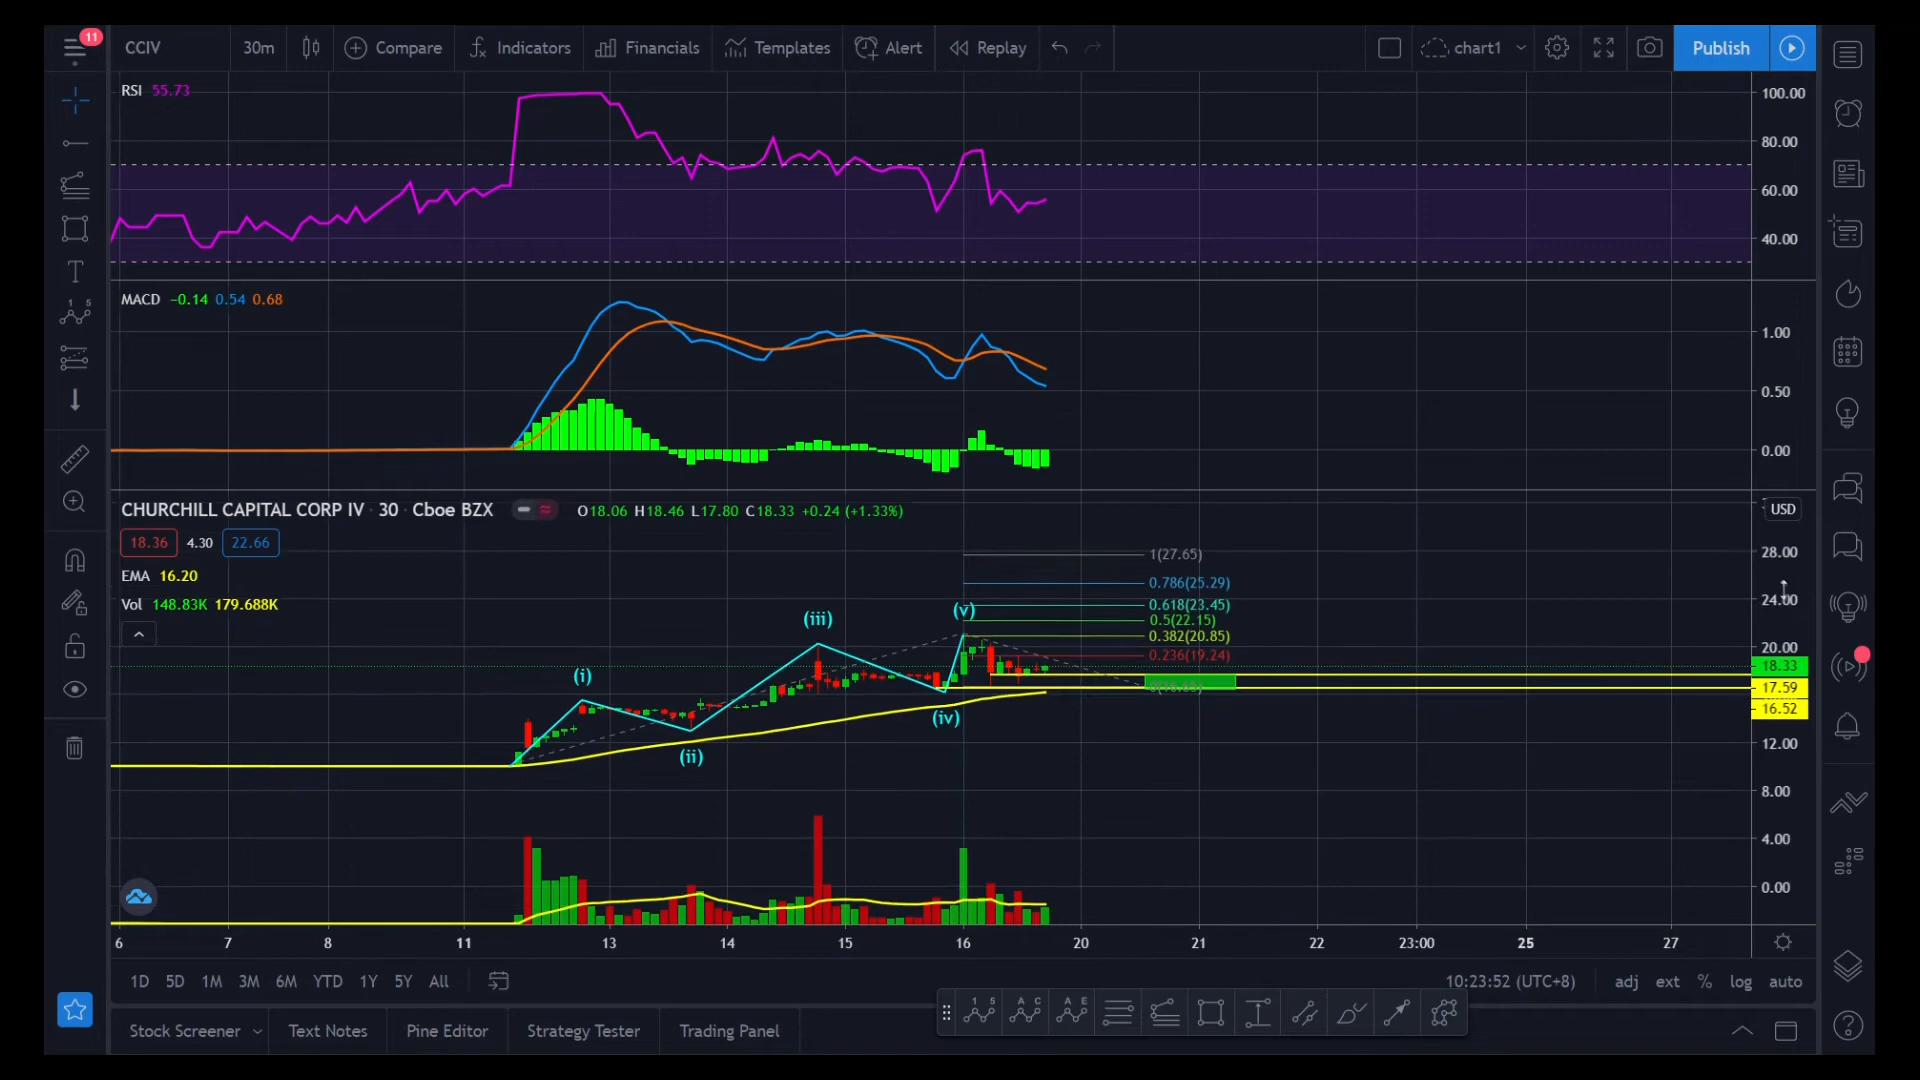 11
CCIV 30m Compare Indicators Financials Templates Alert Replay chart1 Publish
RSI 55.73
100.00
80.00
60.00
40.00
MACD −0.14 0.54 0.68
1.00
0.50
0.00
CHURCHILL CAPITAL CORP IV · 30 · Cboe BZX O18.06 H18.46 L17.80 C18.33 +0.24 (+1.33%)
USD
18.36 4.30 22.66
EMA 16.20
Vol 148.83K 179.688K
1(27.65)
0.786(25.29)
0.618(23.45)
0.5(22.15)
0.382(20.85)
0.236(19.24)
(i)
(ii)
(iii)
(iv)
(v)
28.00
24.00
20.00
18.33
17.59
16.52
12.00
8.00
4.00
0.00
6 7 8 11 13 14 15 16 20 21 22 23:00 25 27
1D 5D 1M 3M 6M YTD 1Y 5Y All 10:23:52 (UTC+8) adj ext % log auto
1 5 A C A E
Stock Screener Text Notes Pine Editor Strategy Tester Trading Panel